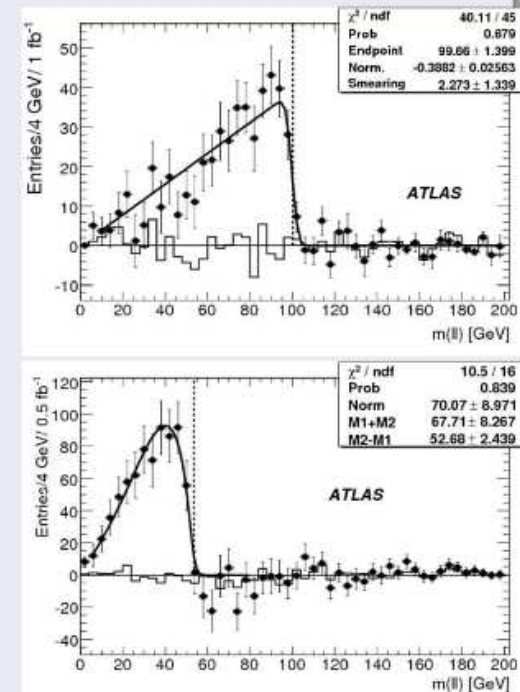 χ² / ndf 40.11 / 45
Prob 0.679
Endpoint 99.66 ± 1.399
Norm. -0.3882 ± 0.02563
Smearing 2.273 ± 1.339
Entries/4 GeV/ 1 fb⁻¹
50
40
30
20
10
0
-10
ATLAS
0 20 40 60 80 100 120 140 160 180 200
m(ll) [GeV]
χ² / ndf 10.5 / 16
Prob 0.839
Norm 70.07 ± 8.971
M1+M2 67.71 ± 8.267
M2-M1 52.68 ± 2.439
Entries/4 GeV/ 0.5 fb⁻¹
120
100
80
60
40
20
0
-20
-40
ATLAS
0 20 40 60 80 100 120 140 160 180 200
m(ll) [GeV]